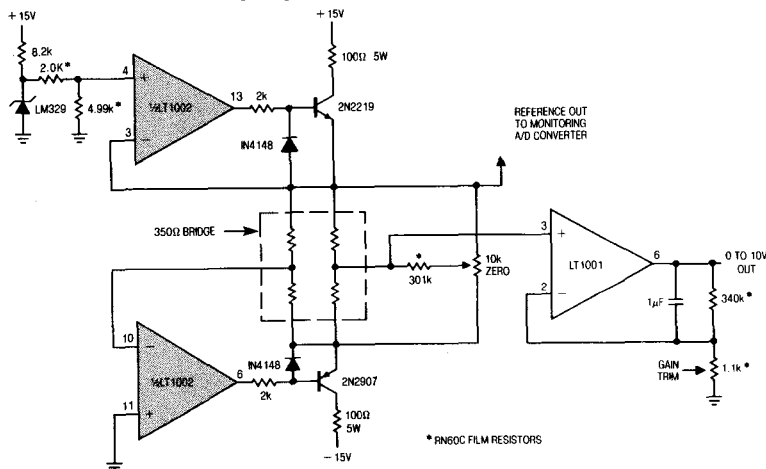 +15V
8.2k
2.0K*
LM329
4.99k*
4
+
3
−
½LT1002
13
2k
IN4148
+15V
100Ω 5W
2N2219
REFERENCE OUT
TO MONITORING
A/D CONVERTER
350Ω BRIDGE
*
301k
10k
ZERO
3
+
2
−
LT1001
6
0 TO 10V
OUT
1µF
340k*
GAIN
TRIM
1.1k*
10
−
11
+
½LT1002
6
2k
IN4148
2N2907
100Ω
5W
−15V
* RN60C FILM RESISTORS